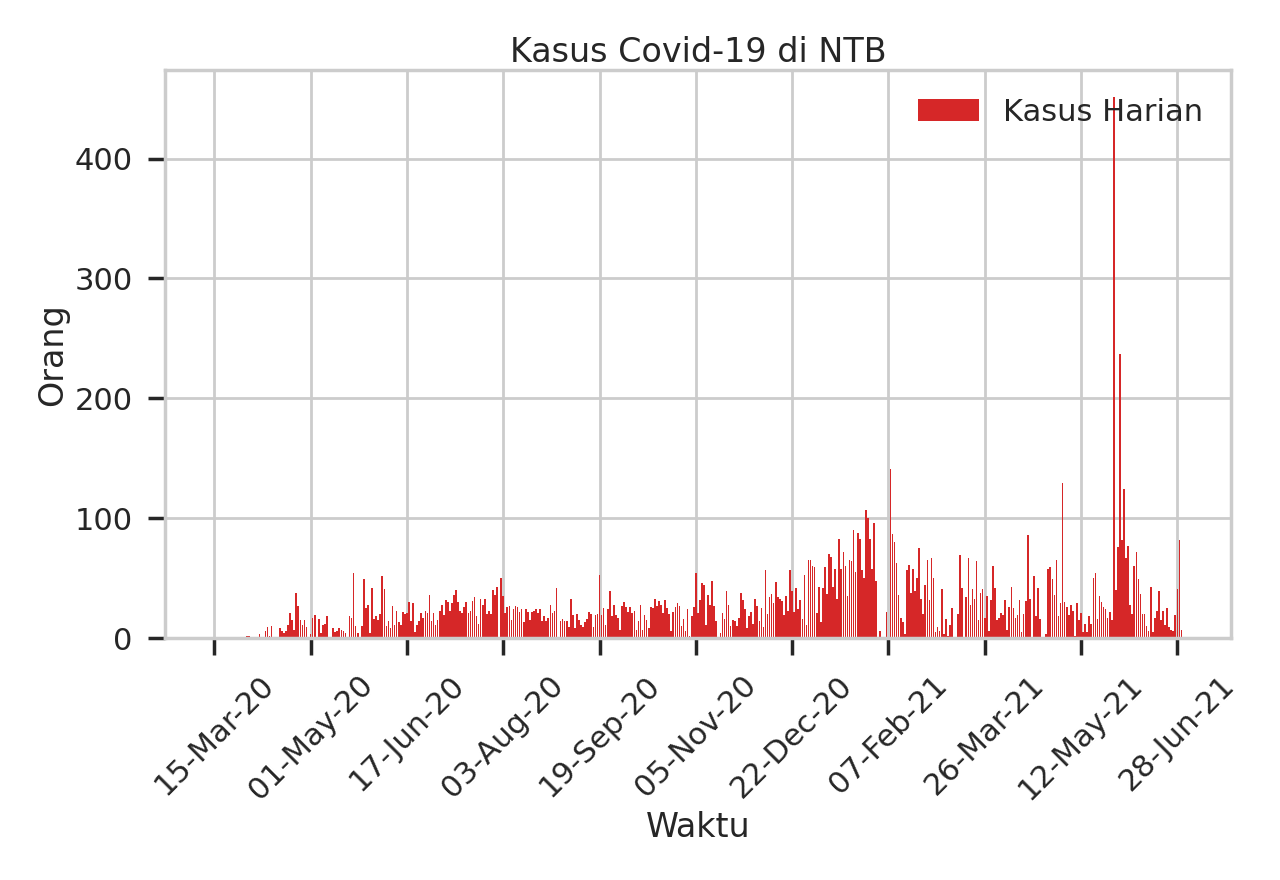 Kasus Covid-19 di NTB
Kasus Harian
Orang
400
300
200
100
0
15-Mar-20
01-May-20
17-Jun-20
03-Aug-20
19-Sep-20
05-Nov-20
22-Dec-20
07-Feb-21
26-Mar-21
12-May-21
28-Jun-21
Waktu